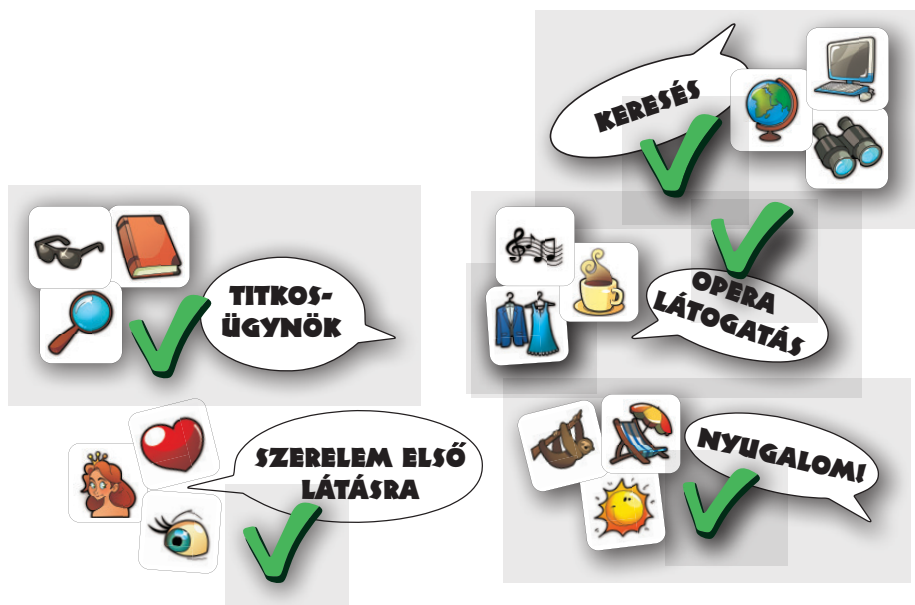 KERESÉS
TITKOS-
ÜGYNÖK
OPERA
LÁTOGATÁS
SZERELEM ELSŐ
LÁTÁSRA
NYUGALOM!